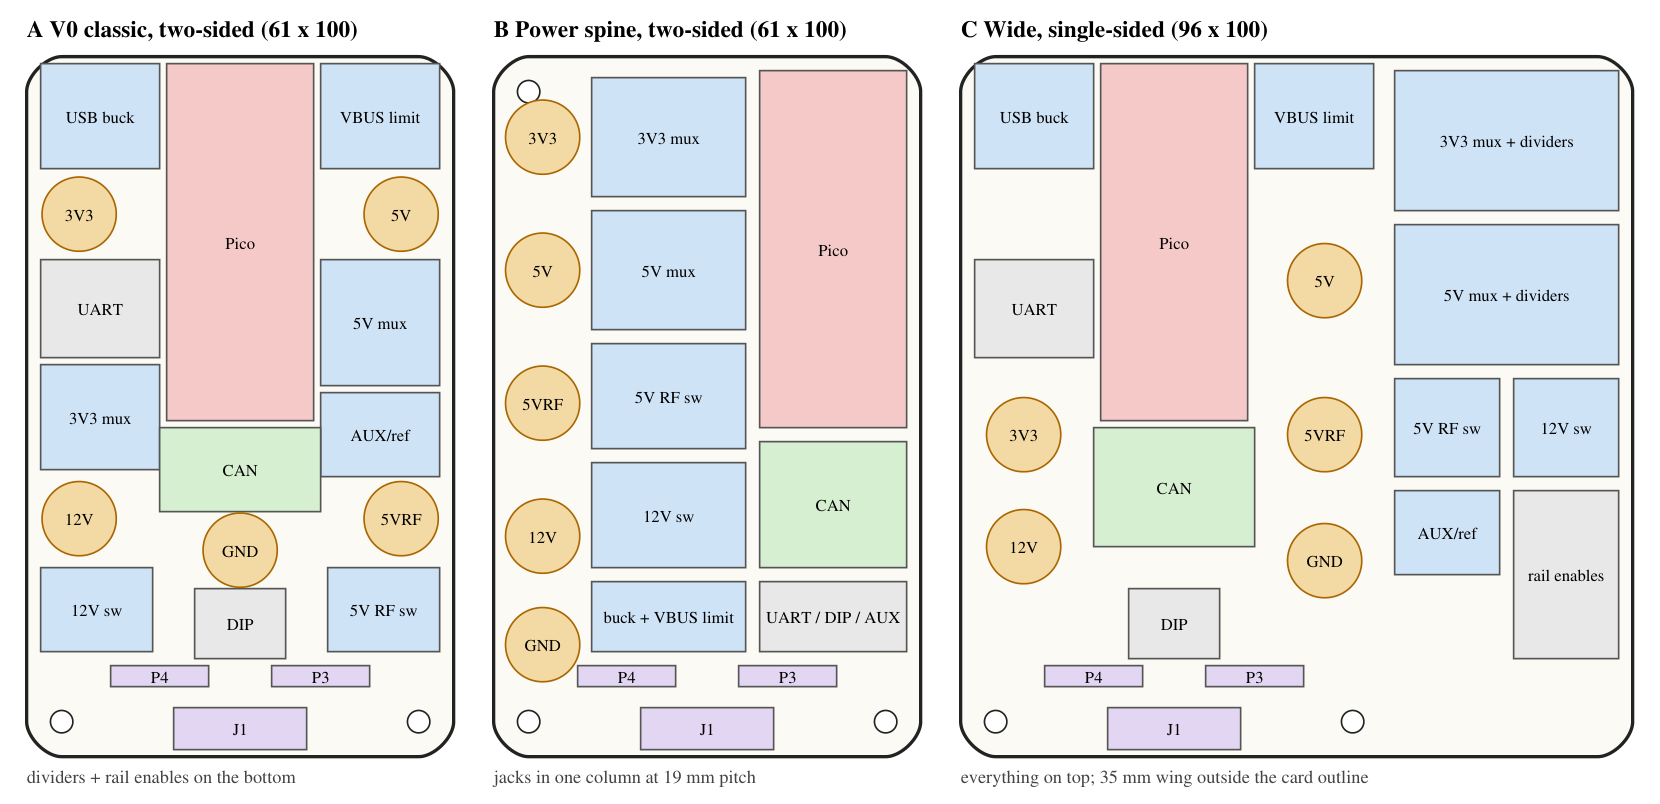 A V0 classic, two-sided (61 x 100)
USB buck
Pico
VBUS limit
3V3
5V
UART
5V mux
3V3 mux
AUX/ref
CAN
12V
5VRF
GND
12V sw
DIP
5V RF sw
P4
P3
J1
dividers + rail enables on the bottom
B Power spine, two-sided (61 x 100)
3V3
3V3 mux
Pico
5V
5V mux
5VRF
5V RF sw
12V
12V sw
CAN
GND
buck + VBUS limit
UART / DIP / AUX
P4
P3
J1
jacks in one column at 19 mm pitch
C Wide, single-sided (96 x 100)
USB buck
Pico
VBUS limit
3V3 mux + dividers
5V
5V mux + dividers
UART
3V3
5VRF
5V RF sw
12V sw
CAN
12V
GND
AUX/ref
rail enables
DIP
P4
P3
J1
everything on top; 35 mm wing outside the card outline